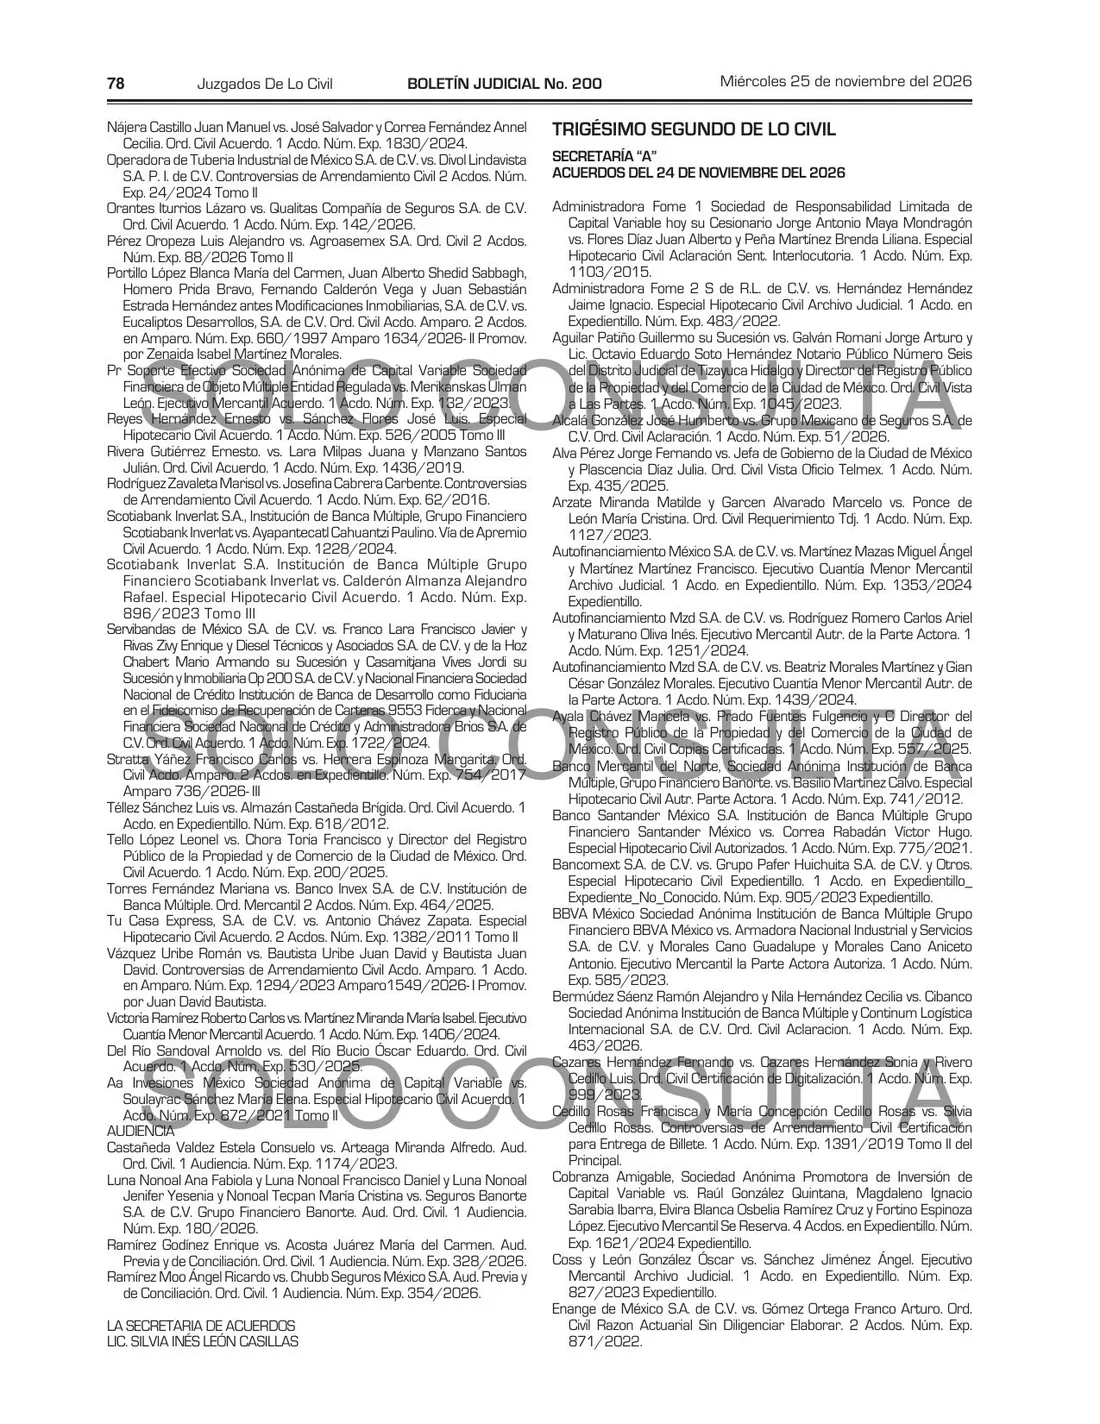 78 Juzgados De Lo Civil BOLETÍN JUDICIAL No. 200 Miércoles 25 de noviembre del 2026
Nájera Castillo Juan Manuel vs. José Salvador y Correa Fernández Annel
Cecilia. Ord. Civil Acuerdo. 1 Acdo. Núm. Exp. 1830/2024.
Operadora de Tuberia Industrial de México S.A. de C.V. vs. Divol Lindavista
S.A. P. I. de C.V. Controversias de Arrendamiento Civil 2 Acdos. Núm.
Exp. 24/2024 Tomo II
Orantes Iturrios Lázaro vs. Qualitas Compañía de Seguros S.A. de C.V.
Ord. Civil Acuerdo. 1 Acdo. Núm. Exp. 142/2026.
Pérez Oropeza Luis Alejandro vs. Agroasemex S.A. Ord. Civil 2 Acdos.
Núm. Exp. 88/2026 Tomo II
Portillo López Blanca María del Carmen, Juan Alberto Shedid Sabbagh,
Homero Prida Bravo, Fernando Calderón Vega y Juan Sebastián
Estrada Hernández antes Modificaciones Inmobiliarias, S.A. de C.V. vs.
Eucaliptos Desarrollos, S.A. de C.V. Ord. Civil Acdo. Amparo. 2 Acdos.
en Amparo. Núm. Exp. 660/1997 Amparo 1634/2026- II Promov.
por Zenaida Isabel Martínez Morales.
Pr Soporte Efectivo Sociedad Anónima de Capital Variable Sociedad
Financiera de Objeto Múltiple Entidad Regulada vs. Merikanskas Ulman
León. Ejecutivo Mercantil Acuerdo. 1 Acdo. Núm. Exp. 132/2023.
Reyes Hernández Ernesto vs. Sánchez Flores José Luis. Especial
Hipotecario Civil Acuerdo. 1 Acdo. Núm. Exp. 526/2005 Tomo III
Rivera Gutiérrez Ernesto. vs. Lara Milpas Juana y Manzano Santos
Julián. Ord. Civil Acuerdo. 1 Acdo. Núm. Exp. 1436/2019.
Rodríguez Zavaleta Marisol vs. Josefina Cabrera Carbente. Controversias
de Arrendamiento Civil Acuerdo. 1 Acdo. Núm. Exp. 62/2016.
Scotiabank Inverlat S.A., Institución de Banca Múltiple, Grupo Financiero
Scotiabank Inverlat vs. Ayapantecatl Cahuantzi Paulino. Vía de Apremio
Civil Acuerdo. 1 Acdo. Núm. Exp. 1228/2024.
Scotiabank Inverlat S.A. Institución de Banca Múltiple Grupo
Financiero Scotiabank Inverlat vs. Calderón Almanza Alejandro
Rafael. Especial Hipotecario Civil Acuerdo. 1 Acdo. Núm. Exp.
896/2023 Tomo III
Servibandas de México S.A. de C.V. vs. Franco Lara Francisco Javier y
Rivas Zivy Enrique y Diesel Técnicos y Asociados S.A. de C.V. y de la Hoz
Chabert Mario Armando su Sucesión y Casamitjana Vives Jordi su
Sucesión y Inmobiliaria Op 200 S.A. de C.V. y Nacional Financiera Sociedad
Nacional de Crédito Institución de Banca de Desarrollo como Fiduciaria
en el Fideicomiso de Recuperación de Carteras 9553 Fiderca y Nacional
Financiera Sociedad Nacional de Crédito y Administradora Brios S.A. de
C.V. Ord. Civil Acuerdo. 1 Acdo. Núm. Exp. 1722/2024.
Stratta Yáñez Francisco Carlos vs. Herrera Espinoza Margarita. Ord.
Civil Acdo. Amparo. 2 Acdos. en Expedientillo. Núm. Exp. 754/2017
Amparo 736/2026- III
Téllez Sánchez Luis vs. Almazán Castañeda Brígida. Ord. Civil Acuerdo. 1
Acdo. en Expedientillo. Núm. Exp. 618/2012.
Tello López Leonel vs. Chora Toria Francisco y Director del Registro
Público de la Propiedad y de Comercio de la Ciudad de México. Ord.
Civil Acuerdo. 1 Acdo. Núm. Exp. 200/2025.
Torres Fernández Mariana vs. Banco Invex S.A. de C.V. Institución de
Banca Múltiple. Ord. Mercantil 2 Acdos. Núm. Exp. 464/2025.
Tu Casa Express, S.A. de C.V. vs. Antonio Chávez Zapata. Especial
Hipotecario Civil Acuerdo. 2 Acdos. Núm. Exp. 1382/2011 Tomo II
Vázquez Uribe Román vs. Bautista Uribe Juan David y Bautista Juan
David. Controversias de Arrendamiento Civil Acdo. Amparo. 1 Acdo.
en Amparo. Núm. Exp. 1294/2023 Amparo1549/2026- I Promov.
por Juan David Bautista.
Victoria Ramírez Roberto Carlos vs. Martínez Miranda María Isabel. Ejecutivo
Cuantía Menor Mercantil Acuerdo. 1 Acdo. Núm. Exp. 1406/2024.
Del Río Sandoval Arnoldo vs. del Río Bucio Óscar Eduardo. Ord. Civil
Acuerdo. 1 Acdo. Núm. Exp. 530/2025.
Aa Invesiones México Sociedad Anónima de Capital Variable vs.
Soulayrac Sánchez María Elena. Especial Hipotecario Civil Acuerdo. 1
Acdo. Núm. Exp. 872/2021 Tomo II
AUDIENCIA
Castañeda Valdez Estela Consuelo vs. Arteaga Miranda Alfredo. Aud.
Ord. Civil. 1 Audiencia. Núm. Exp. 1174/2023.
Luna Nonoal Ana Fabiola y Luna Nonoal Francisco Daniel y Luna Nonoal
Jenifer Yesenia y Nonoal Tecpan María Cristina vs. Seguros Banorte
S.A. de C.V. Grupo Financiero Banorte. Aud. Ord. Civil. 1 Audiencia.
Núm. Exp. 180/2026.
Ramírez Godínez Enrique vs. Acosta Juárez María del Carmen. Aud.
Previa y de Conciliación. Ord. Civil. 1 Audiencia. Núm. Exp. 328/2026.
Ramírez Moo Ángel Ricardo vs. Chubb Seguros México S.A. Aud. Previa y
de Conciliación. Ord. Civil. 1 Audiencia. Núm. Exp. 354/2026.
LA SECRETARIA DE ACUERDOS
LIC. SILVIA INÉS LEÓN CASILLAS
TRIGÉSIMO SEGUNDO DE LO CIVIL
SECRETARÍA “A”
ACUERDOS DEL 24 DE NOVIEMBRE DEL 2026
Administradora Fome 1 Sociedad de Responsabilidad Limitada de
Capital Variable hoy su Cesionario Jorge Antonio Maya Mondragón
vs. Flores Díaz Juan Alberto y Peña Martínez Brenda Liliana. Especial
Hipotecario Civil Aclaración Sent. Interlocutoria. 1 Acdo. Núm. Exp.
1103/2015.
Administradora Fome 2 S de R.L. de C.V. vs. Hernández Hernández
Jaime Ignacio. Especial Hipotecario Civil Archivo Judicial. 1 Acdo. en
Expedientillo. Núm. Exp. 483/2022.
Aguilar Patiño Guillermo su Sucesión vs. Galván Romani Jorge Arturo y
Lic. Octavio Eduardo Soto Hernández Notario Público Número Seis
del Distrito Judicial de Tizayuca Hidalgo y Director del Registro Público
de la Propiedad y del Comercio de la Ciudad de México. Ord. Civil Vista
a Las Partes. 1 Acdo. Núm. Exp. 1045/2023.
Alcalá González José Humberto vs. Grupo Mexicano de Seguros S.A. de
C.V. Ord. Civil Aclaración. 1 Acdo. Núm. Exp. 51/2026.
Alva Pérez Jorge Fernando vs. Jefa de Gobierno de la Ciudad de México
y Plascencia Díaz Julia. Ord. Civil Vista Oficio Telmex. 1 Acdo. Núm.
Exp. 435/2025.
Arzate Miranda Matilde y Garcen Alvarado Marcelo vs. Ponce de
León María Cristina. Ord. Civil Requerimiento Tdj. 1 Acdo. Núm. Exp.
1127/2023.
Autofinanciamiento México S.A. de C.V. vs. Martínez Mazas Miguel Ángel
y Martínez Martínez Francisco. Ejecutivo Cuantía Menor Mercantil
Archivo Judicial. 1 Acdo. en Expedientillo. Núm. Exp. 1353/2024
Expedientillo.
Autofinanciamiento Mzd S.A. de C.V. vs. Rodríguez Romero Carlos Ariel
y Maturano Oliva Inés. Ejecutivo Mercantil Autr. de la Parte Actora. 1
Acdo. Núm. Exp. 1251/2024.
Autofinanciamiento Mzd S.A. de C.V. vs. Beatriz Morales Martínez y Gian
César González Morales. Ejecutivo Cuantía Menor Mercantil Autr. de
la Parte Actora. 1 Acdo. Núm. Exp. 1439/2024.
Ayala Chávez Maricela vs. Prado Fuentes Fulgencio y C Director del
Registro Público de la Propiedad y del Comercio de la Ciudad de
México. Ord. Civil Copias Certificadas. 1 Acdo. Núm. Exp. 557/2025.
Banco Mercantil del Norte, Sociedad Anónima Institución de Banca
Múltiple, Grupo Financiero Banorte. vs. Basilio Martínez Calvo. Especial
Hipotecario Civil Autr. Parte Actora. 1 Acdo. Núm. Exp. 741/2012.
Banco Santander México S.A. Institución de Banca Múltiple Grupo
Financiero Santander México vs. Correa Rabadán Víctor Hugo.
Especial Hipotecario Civil Autorizados. 1 Acdo. Núm. Exp. 775/2021.
Bancomext S.A. de C.V. vs. Grupo Pafer Huichuita S.A. de C.V. y Otros.
Especial Hipotecario Civil Expedientillo. 1 Acdo. en Expedientillo_
Expediente_No_Conocido. Núm. Exp. 905/2023 Expedientillo.
BBVA México Sociedad Anónima Institución de Banca Múltiple Grupo
Financiero BBVA México vs. Armadora Nacional Industrial y Servicios
S.A. de C.V. y Morales Cano Guadalupe y Morales Cano Aniceto
Antonio. Ejecutivo Mercantil la Parte Actora Autoriza. 1 Acdo. Núm.
Exp. 585/2023.
Bermúdez Sáenz Ramón Alejandro y Nila Hernández Cecilia vs. Cibanco
Sociedad Anónima Institución de Banca Múltiple y Continum Logística
Internacional S.A. de C.V. Ord. Civil Aclaracion. 1 Acdo. Núm. Exp.
463/2026.
Cazares Hernández Fernando vs. Cazares Hernández Sonia y Rivero
Cedillo Luis. Ord. Civil Certificación de Digitalización. 1 Acdo. Núm. Exp.
999/2023.
Cedillo Rosas Francisca y María Concepción Cedillo Rosas vs. Silvia
Cedillo Rosas. Controversias de Arrendamiento Civil Certificación
para Entrega de Billete. 1 Acdo. Núm. Exp. 1391/2019 Tomo II del
Principal.
Cobranza Amigable, Sociedad Anónima Promotora de Inversión de
Capital Variable vs. Raúl González Quintana, Magdaleno Ignacio
Sarabia Ibarra, Elvira Blanca Osbelia Ramírez Cruz y Fortino Espinoza
López. Ejecutivo Mercantil Se Reserva. 4 Acdos. en Expedientillo. Núm.
Exp. 1621/2024 Expedientillo.
Coss y León González Óscar vs. Sánchez Jiménez Ángel. Ejecutivo
Mercantil Archivo Judicial. 1 Acdo. en Expedientillo. Núm. Exp.
827/2023 Expedientillo.
Enange de México S.A. de C.V. vs. Gómez Ortega Franco Arturo. Ord.
Civil Razon Actuarial Sin Diligenciar Elaborar. 2 Acdos. Núm. Exp.
871/2022.
SOLO CONSULTA
SOLO CONSULTA
SOLO CONSULTA